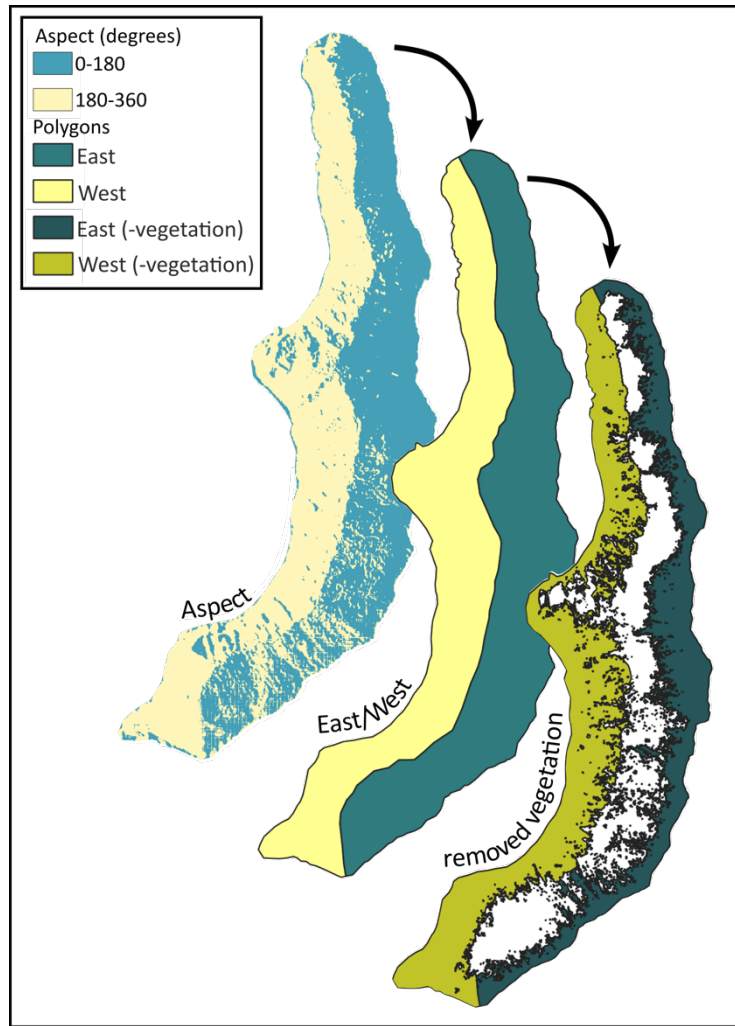 Aspect (degrees)
0-180
180-360
Polygons
East
West
East (-vegetation)
West (-vegetation)
Aspect
East/West
removed vegetation